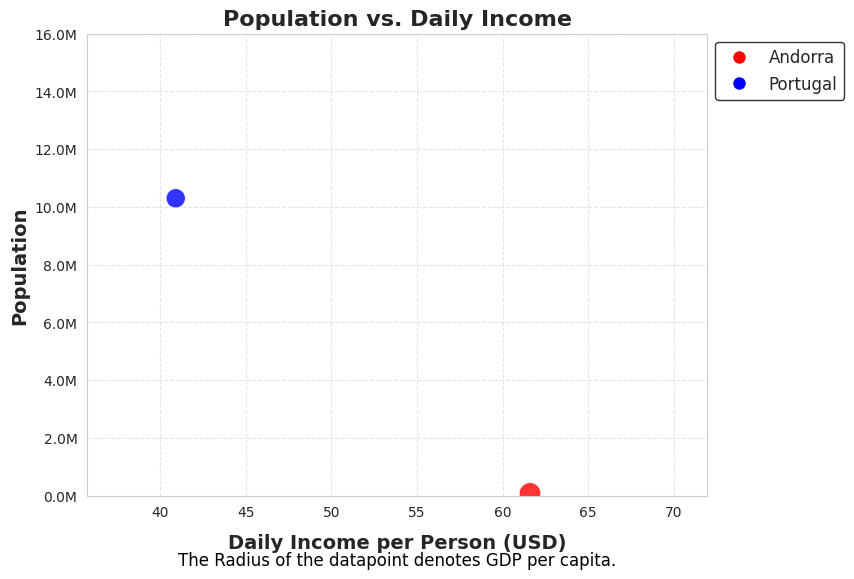 Population vs. Daily Income
Andorra
Portugal
Population
16.0M
14.0M
12.0M
10.0M
8.0M
6.0M
4.0M
2.0M
0.0M
40 45 50 55 60 65 70
Daily Income per Person (USD)
The Radius of the datapoint denotes GDP per capita.